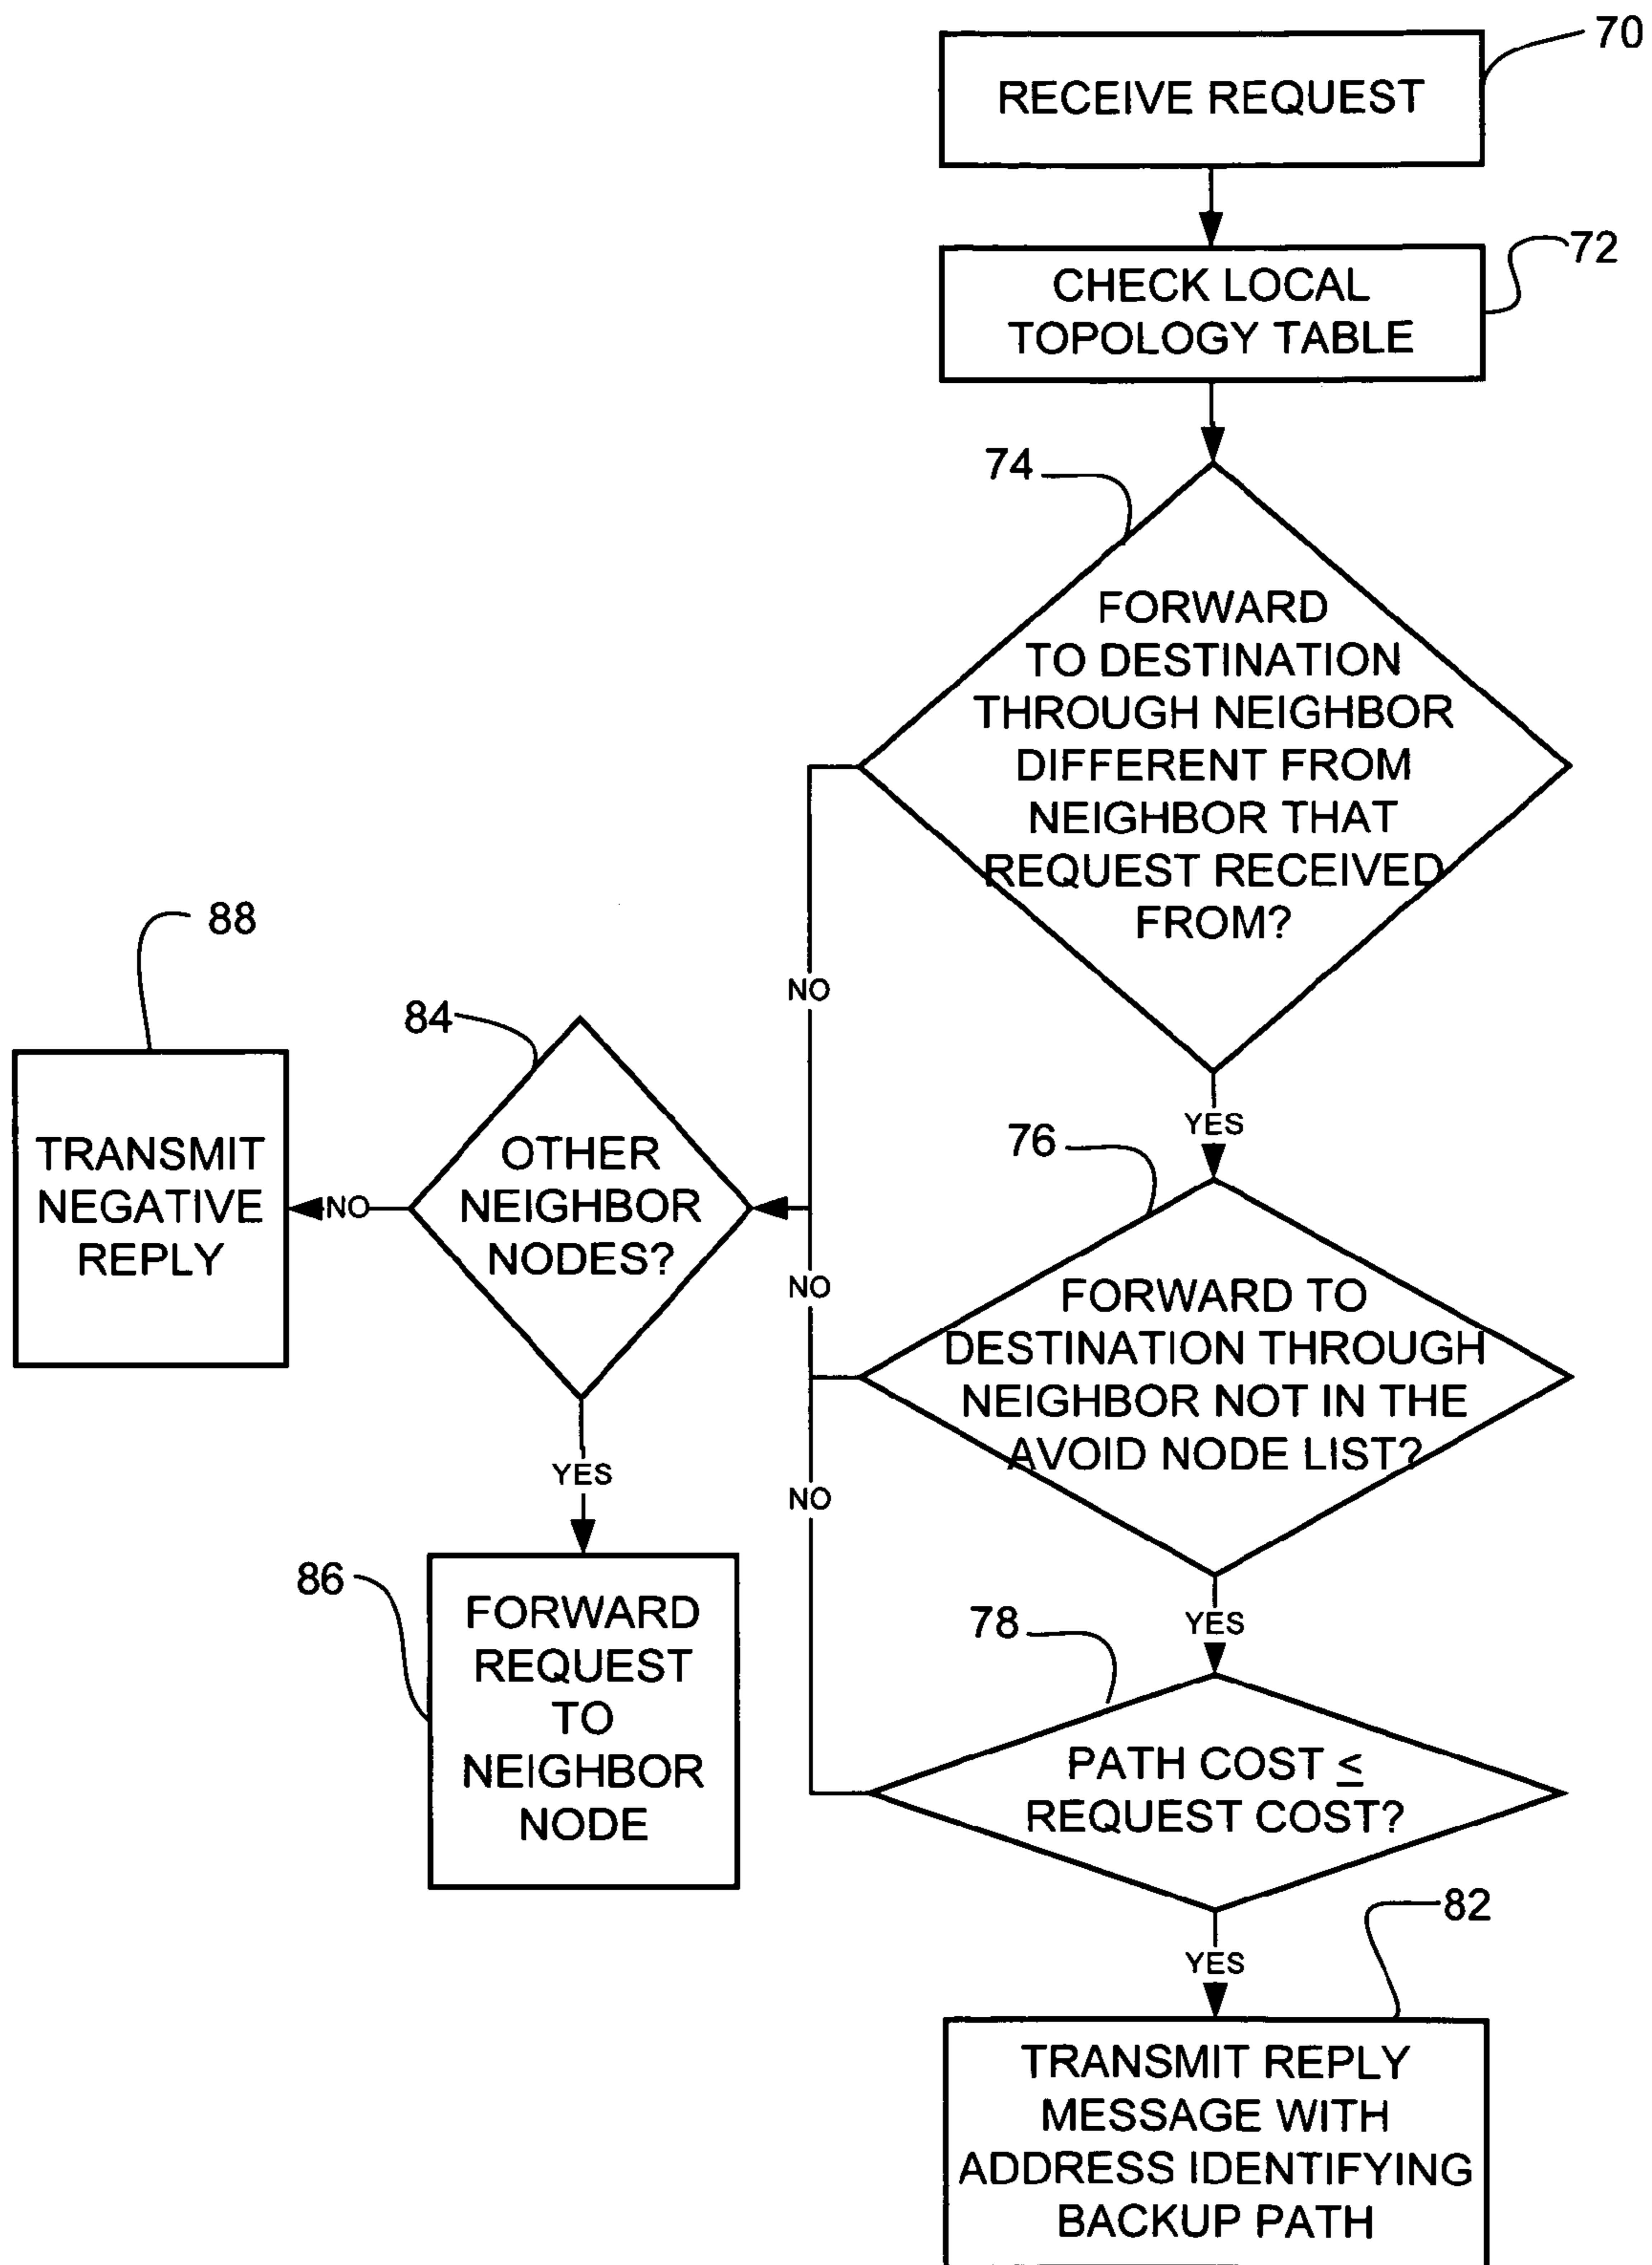 70
RECEIVE REQUEST
72
CHECK LOCAL
TOPOLOGY TABLE
74
FORWARD
TO DESTINATION
THROUGH NEIGHBOR
DIFFERENT FROM
NEIGHBOR THAT
REQUEST RECEIVED
FROM?
NO
YES
88
TRANSMIT
NEGATIVE
REPLY
NO
84
OTHER
NEIGHBOR
NODES?
YES
86
FORWARD
REQUEST
TO
NEIGHBOR
NODE
76
FORWARD TO
DESTINATION THROUGH
NEIGHBOR NOT IN THE
AVOID NODE LIST?
NO
YES
78
PATH COST ≤
REQUEST COST?
NO
YES
82
TRANSMIT REPLY
MESSAGE WITH
ADDRESS IDENTIFYING
BACKUP PATH